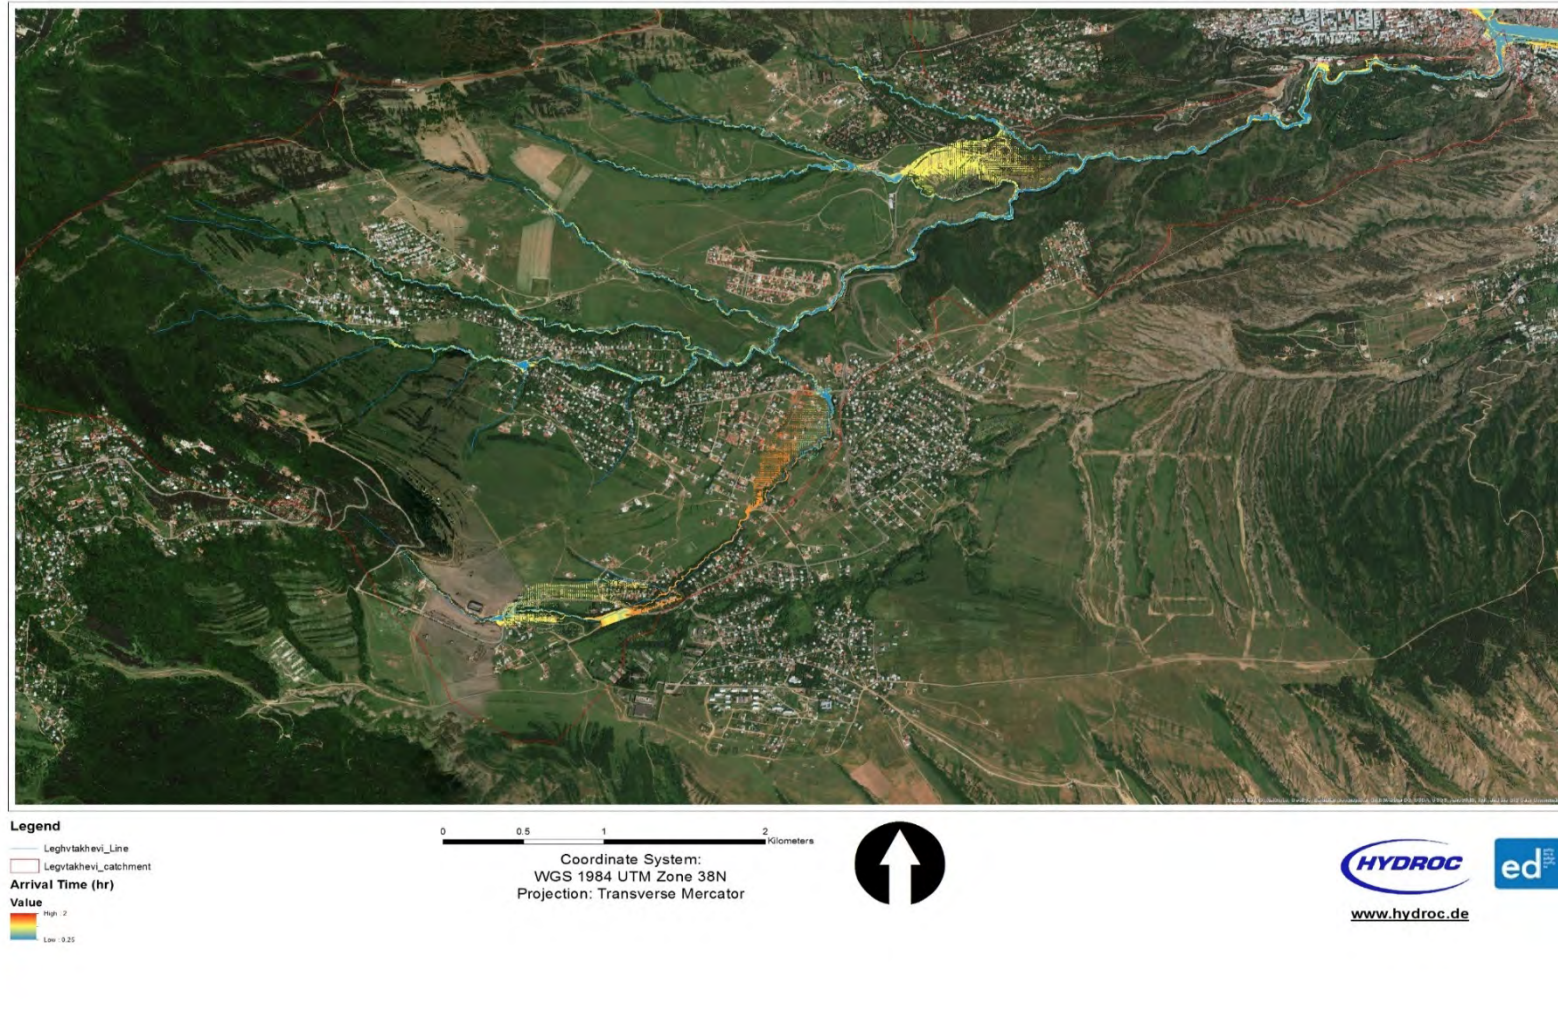 Legend
Leghvtakhevi_Line
Legvtakhevi_catchment
Arrival Time (hr)
Value
High : 2
Low : 0.25
0 0.5 1 2
Kilometers
Coordinate System:
WGS 1984 UTM Zone 38N
Projection: Transverse Mercator
HYDROC
ed
www.hydroc.de